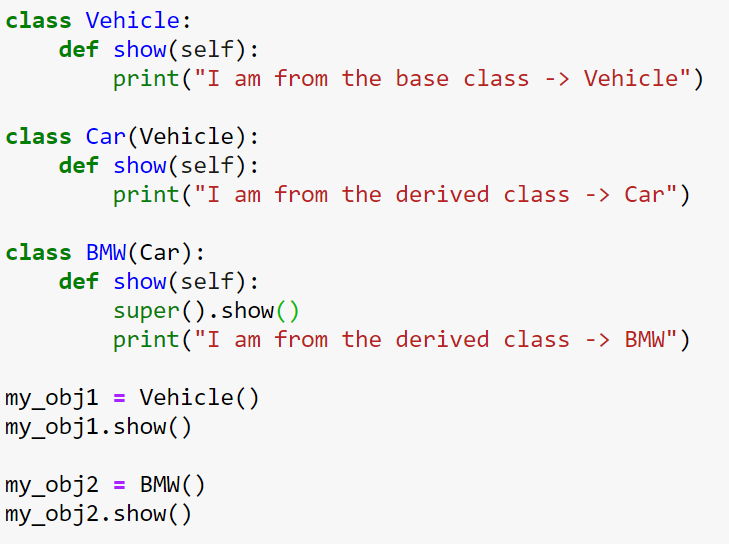 class Vehicle:
    def show(self):
        print("I am from the base class -> Vehicle")

class Car(Vehicle):
    def show(self):
        print("I am from the derived class -> Car")

class BMW(Car):
    def show(self):
        super().show()
        print("I am from the derived class -> BMW")

my_obj1 = Vehicle()
my_obj1.show()

my_obj2 = BMW()
my_obj2.show()